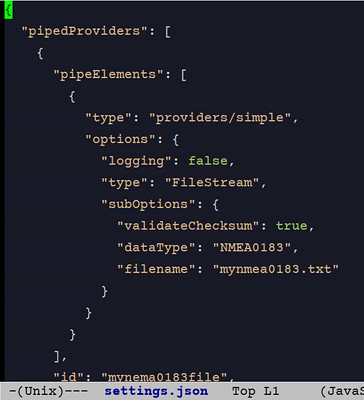 {
  "pipedProviders": [
    {
      "pipeElements": [
        {
          "type": "providers/simple",
          "options": {
            "logging": false,
            "type": "FileStream",
            "subOptions": {
              "validateChecksum": true,
              "dataType": "NMEA0183",
              "filename": "mynmea0183.txt"
            }
          }
        }
      ],
      "id": "mynema0183file",
-(Unix)---  settings.json   Top L1     (JavaS